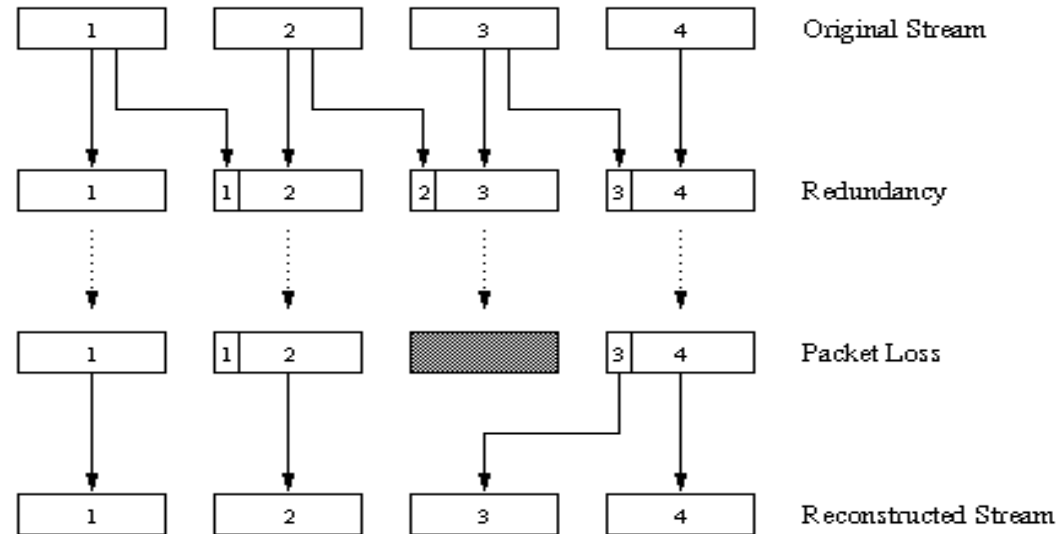 1 2 3 4 Original Stream
1 1 2 2 3 3 4 Redundancy
1 1 2 3 4 Packet Loss
1 2 3 4 Reconstructed Stream